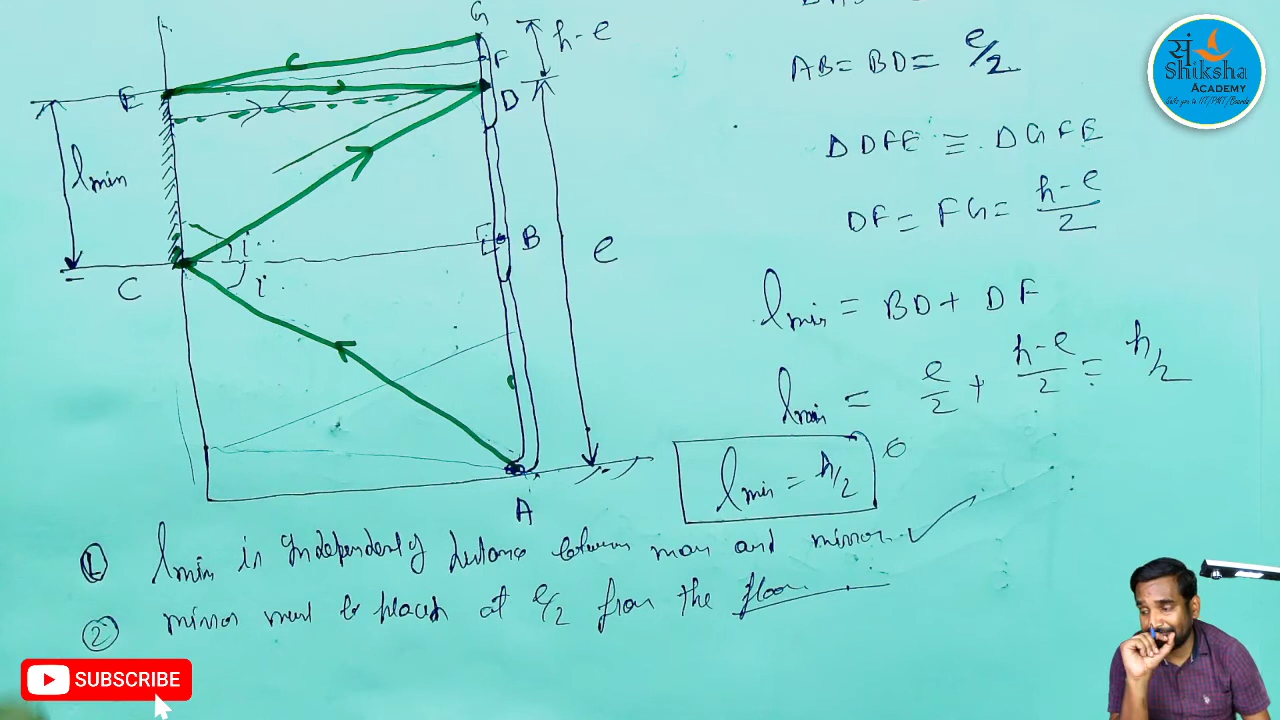 G
h-e
E
F
D
lmin
B
e
C
i
i
A
AB = BD = e/2
Δ DFE ≅ Δ GFE
DF = FG = h-e/2
lmin = BD + DF
lmin = e/2 + h-e/2 = h/2
lmin = h/2
① lmin is independent of distance between man and mirror
② mirror must be placed at e/2 from the floor
सं
Shiksha
ACADEMY
SUBSCRIBE